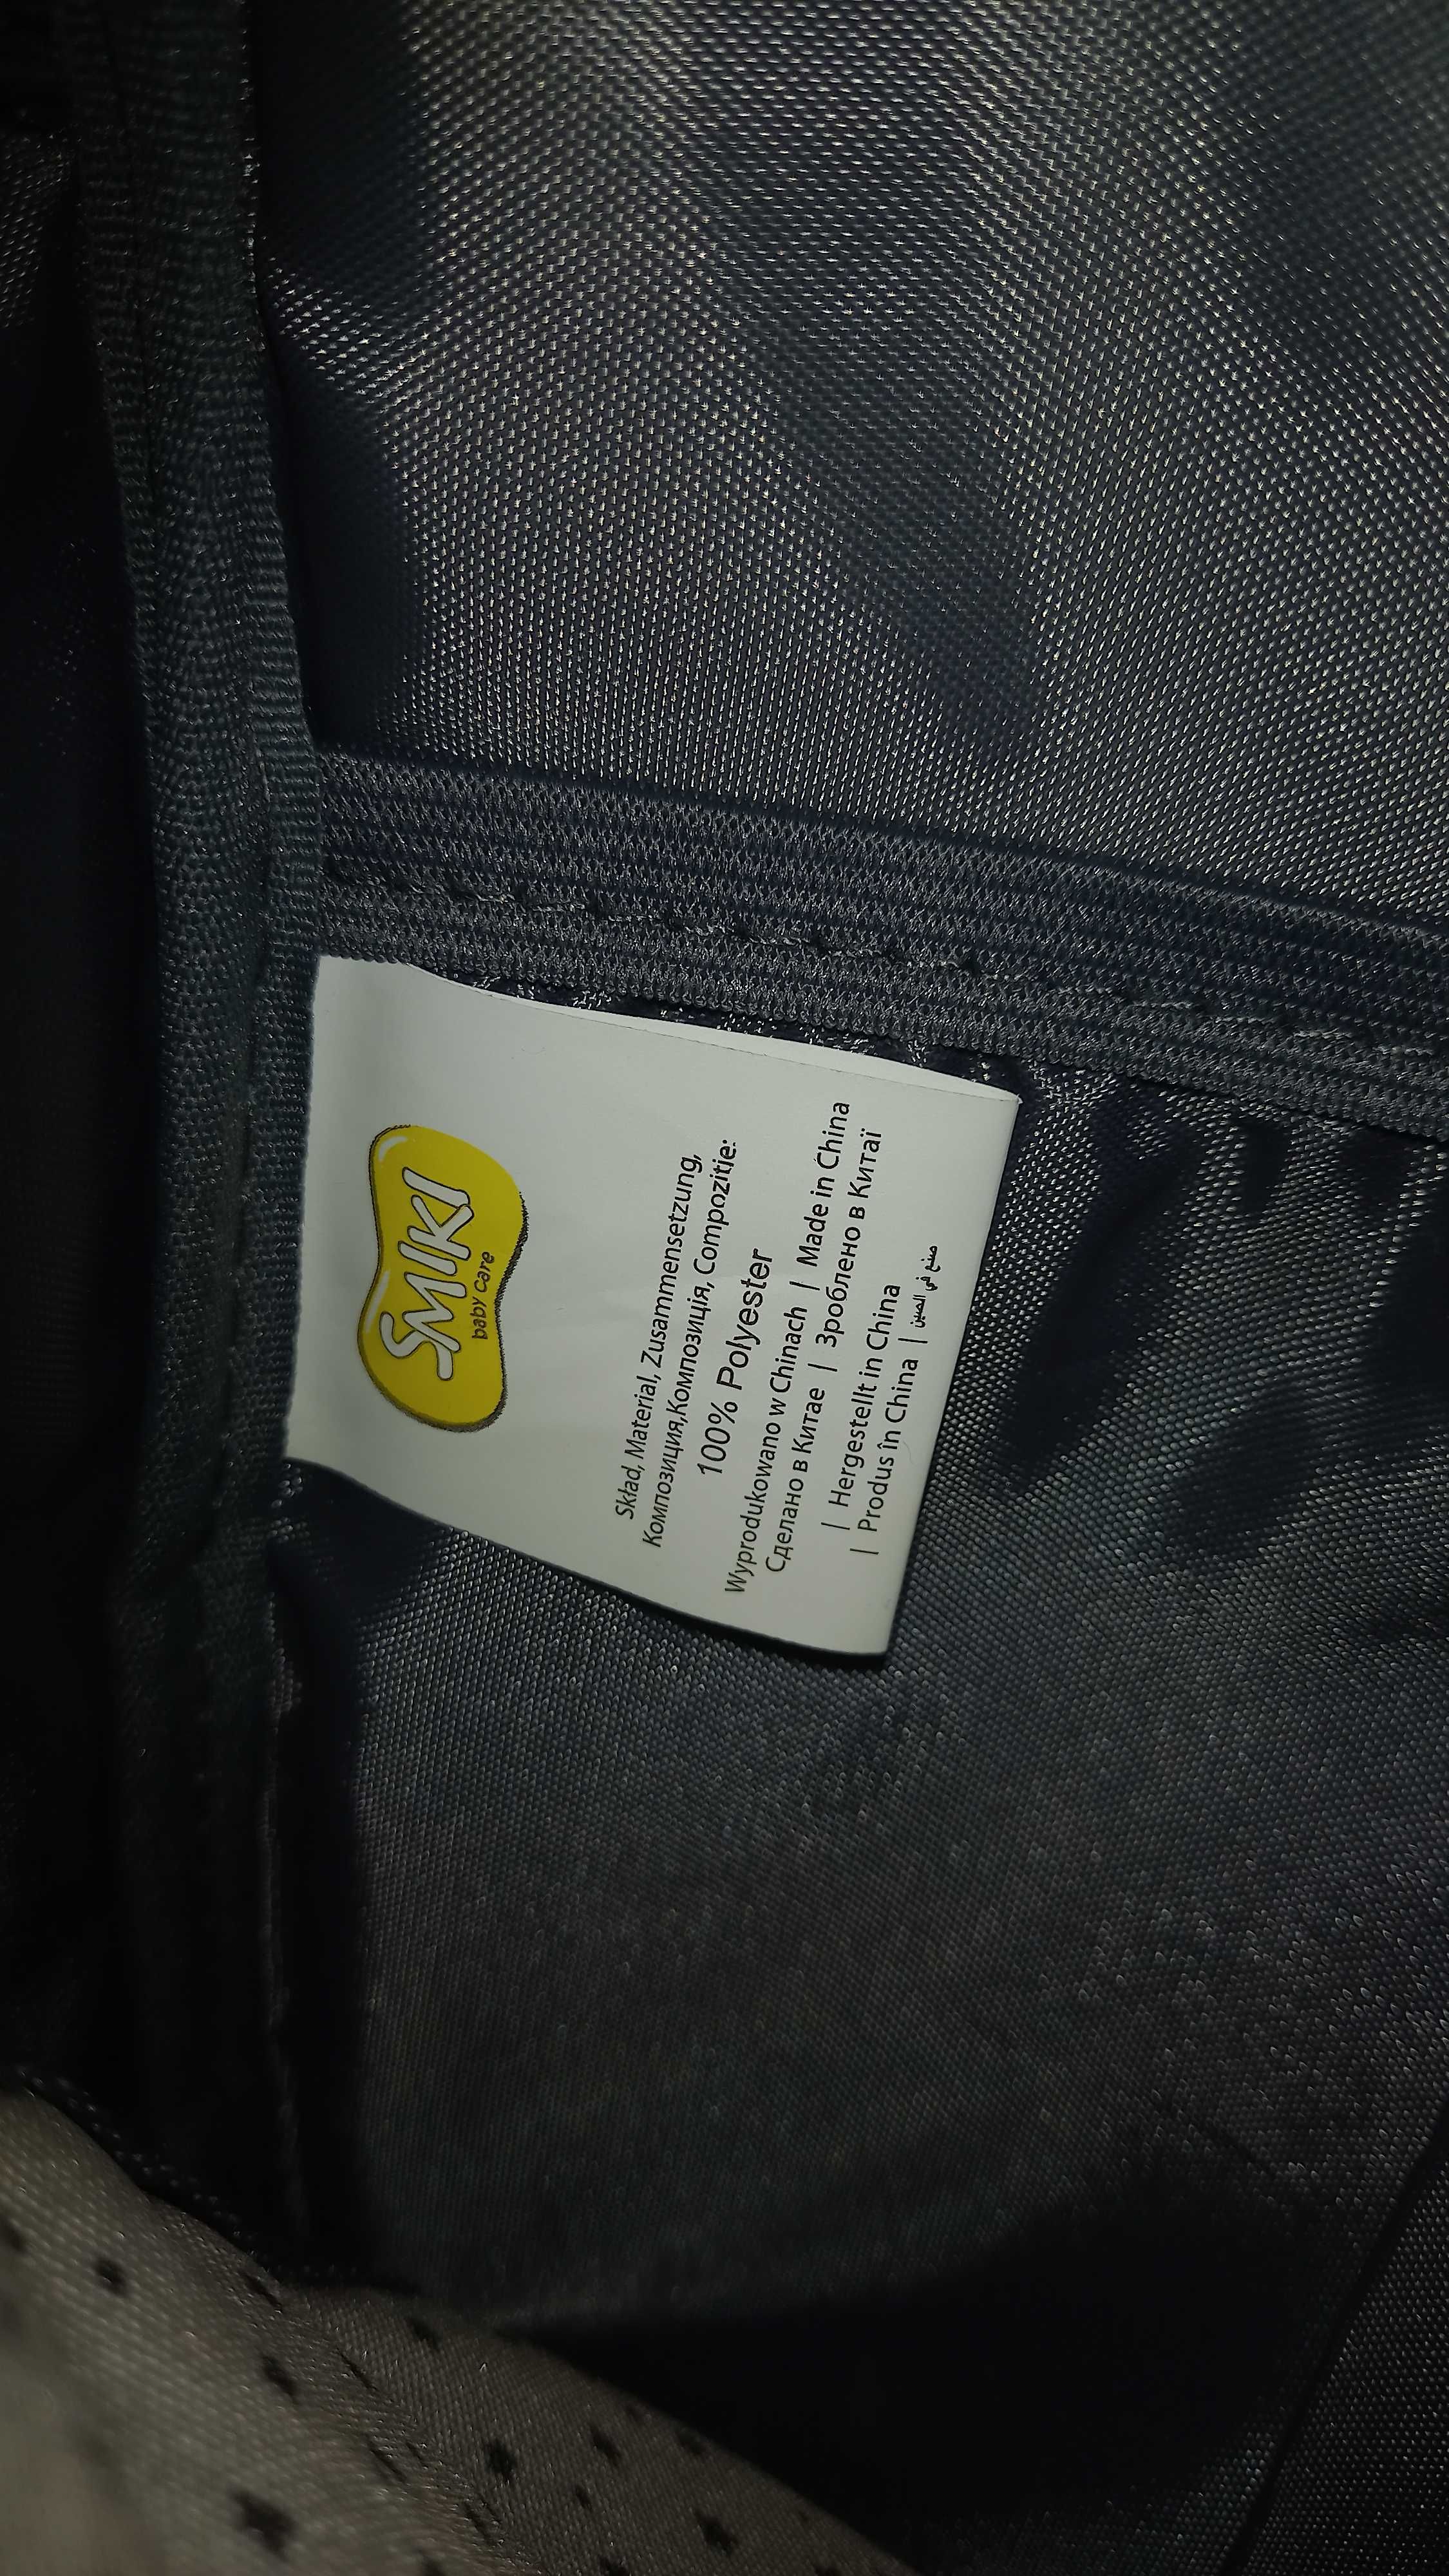 SMIKI
baby care
Skład, Material, Zusammensetzung,
Композиция,Композиція, Compoziție:
100% Polyester
Wyprodukowano w Chinach | Made in China
Сделано в Китае | Зроблено в Китаї
| Hergestellt in China
| Produs în China | صنع في الصين